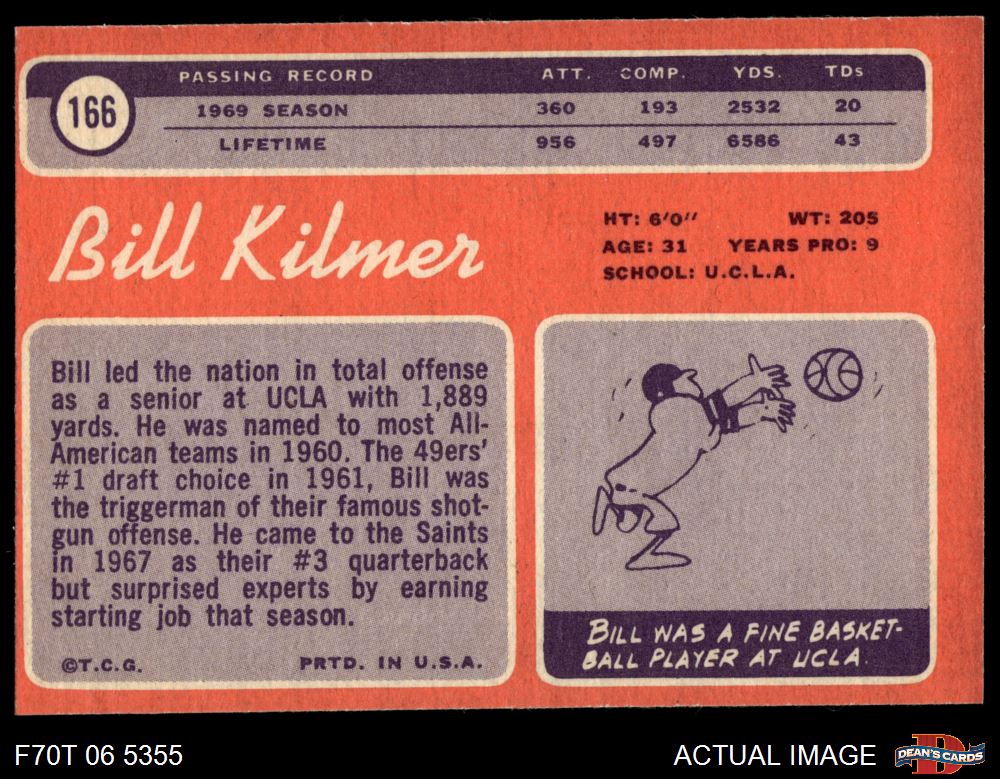 166
PASSING RECORD ATT. COMP. YDS. TDs
1969 SEASON 360 193 2532 20
LIFETIME 956 497 6586 43
Bill Kilmer
HT: 6'0" WT: 205
AGE: 31 YEARS PRO: 9
SCHOOL: U.C.L.A.
Bill led the nation in total offense
as a senior at UCLA with 1,889
yards. He was named to most All-
American teams in 1960. The 49ers'
#1 draft choice in 1961, Bill was
the triggerman of their famous shot-
gun offense. He came to the Saints
in 1967 as their #3 quarterback
but surprised experts by earning
starting job that season.
©T.C.G. PRTD. IN U.S.A.
BILL WAS A FINE BASKET-
BALL PLAYER AT UCLA.
F70T 06 5355
ACTUAL IMAGE
DEAN'S CARDS